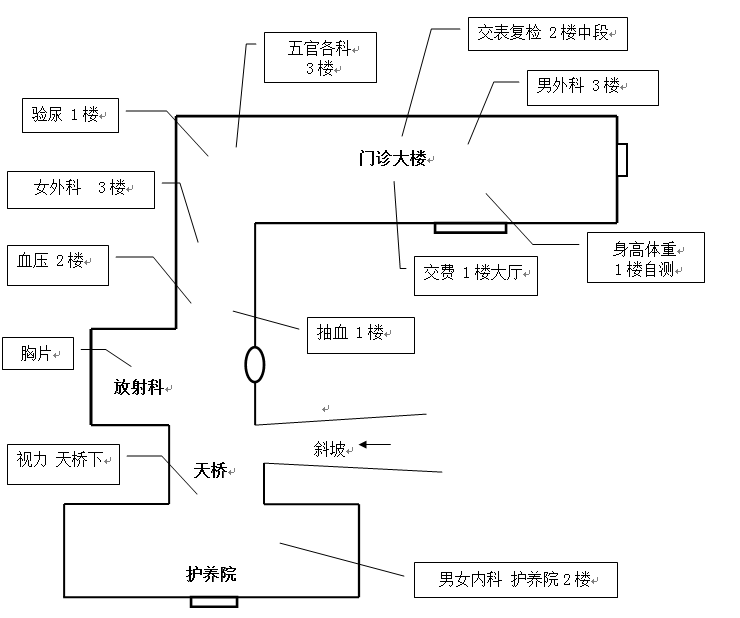 交表复检 2楼中段
五官各科
3楼
男外科 3楼
验尿 1楼
门诊大楼
女外科 3楼
身高体重
1楼自测
血压 2楼
交费 1楼大厅
抽血 1楼
胸片
放射科
斜坡
视力 天桥下
天桥
护养院
男女内科 护养院2楼